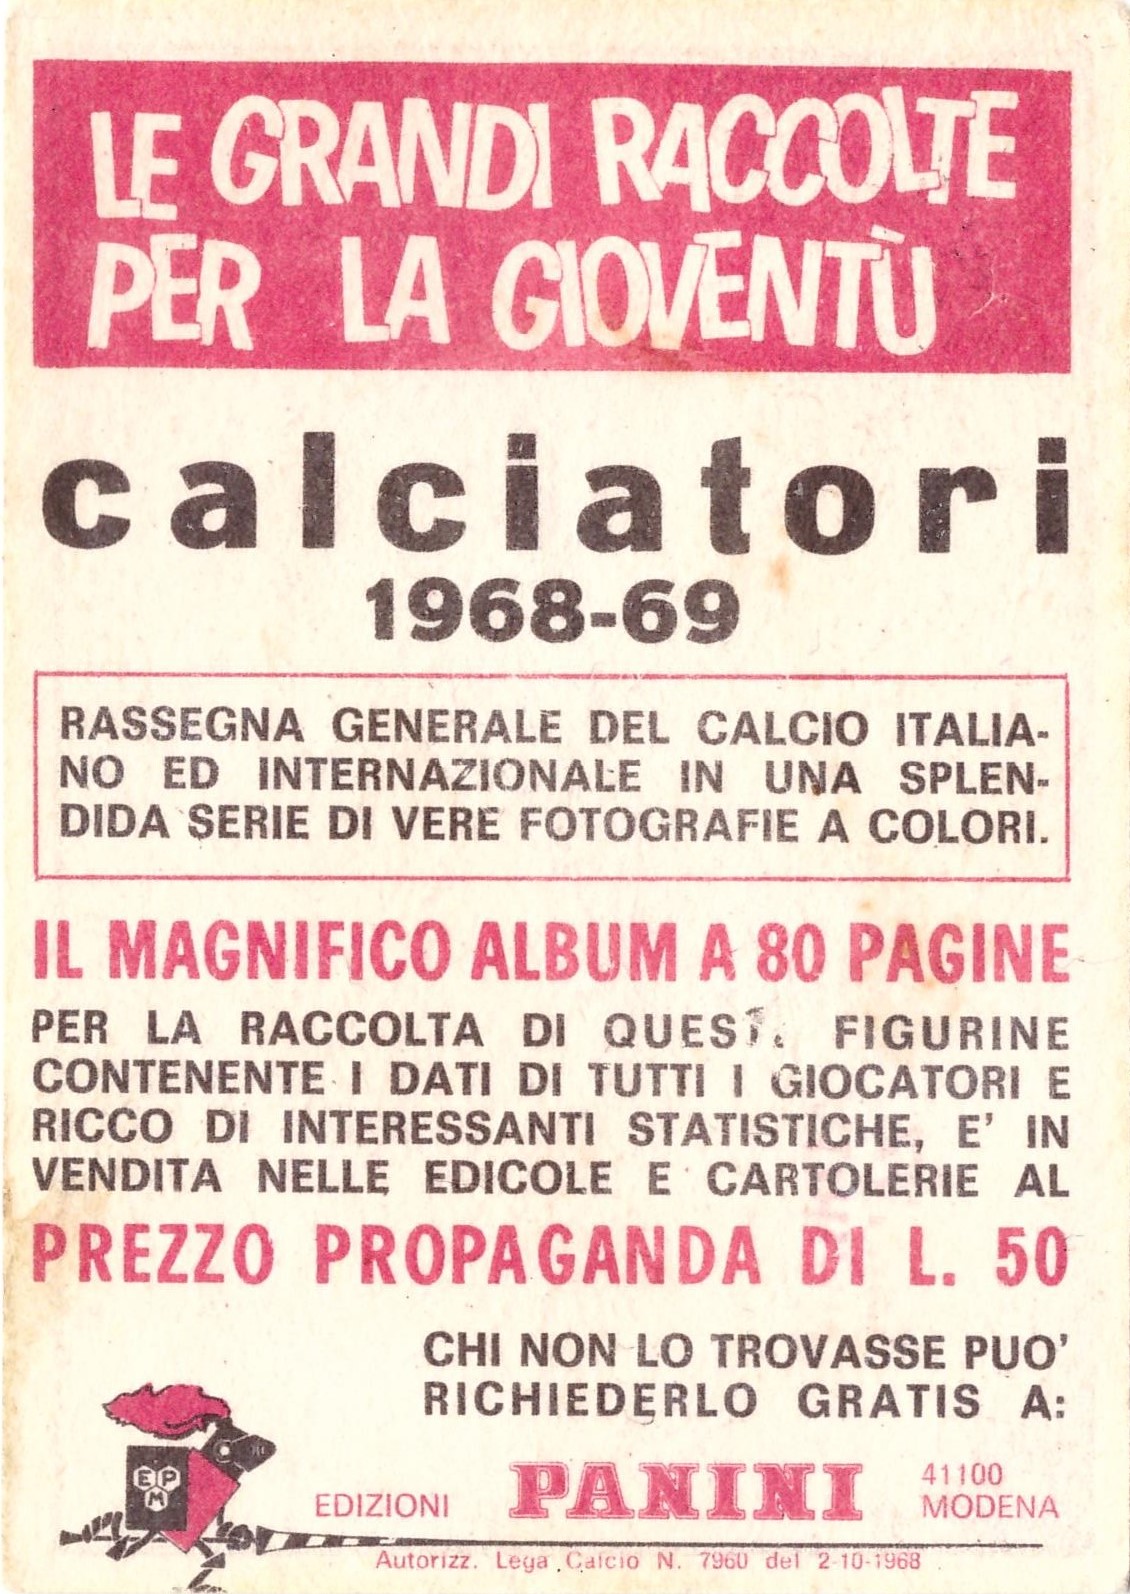 LE GRANDI RACCOLTE
PER LA GIOVENTÙ
calciatori
1968-69
RASSEGNA GENERALE DEL CALCIO ITALIA-
NO ED INTERNAZIONALE IN UNA SPLEN-
DIDA SERIE DI VERE FOTOGRAFIE A COLORI.
IL MAGNIFICO ALBUM A 80 PAGINE
PER LA RACCOLTA DI FIGURINE
CONTENENTE I DATI DI TUTTI I GIOCATORI E
RICCO DI INTERESSANTI STATISTICHE, E' IN
VENDITA NELLE EDICOLE E CARTOLERIE AL
PREZZO PROPAGANDA DI L. 50
CHI NON LO TROVASSE PUO'
RICHIEDERLO GRATIS A:
EPM
EDIZIONI PANINI 41100
MODENA
Autorizz. Lega Calcio N. 7960 del 2-10-1968